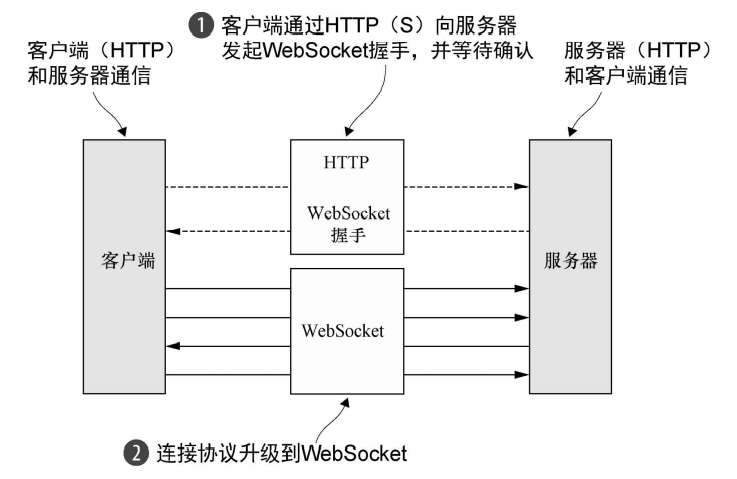 1 客户端通过HTTP（S）向服务器
发起WebSocket握手，并等待确认
客户端（HTTP）
和服务器通信
服务器（HTTP）
和客户端通信
HTTP
WebSocket
握手
客户端
服务器
WebSocket
2 连接协议升级到WebSocket